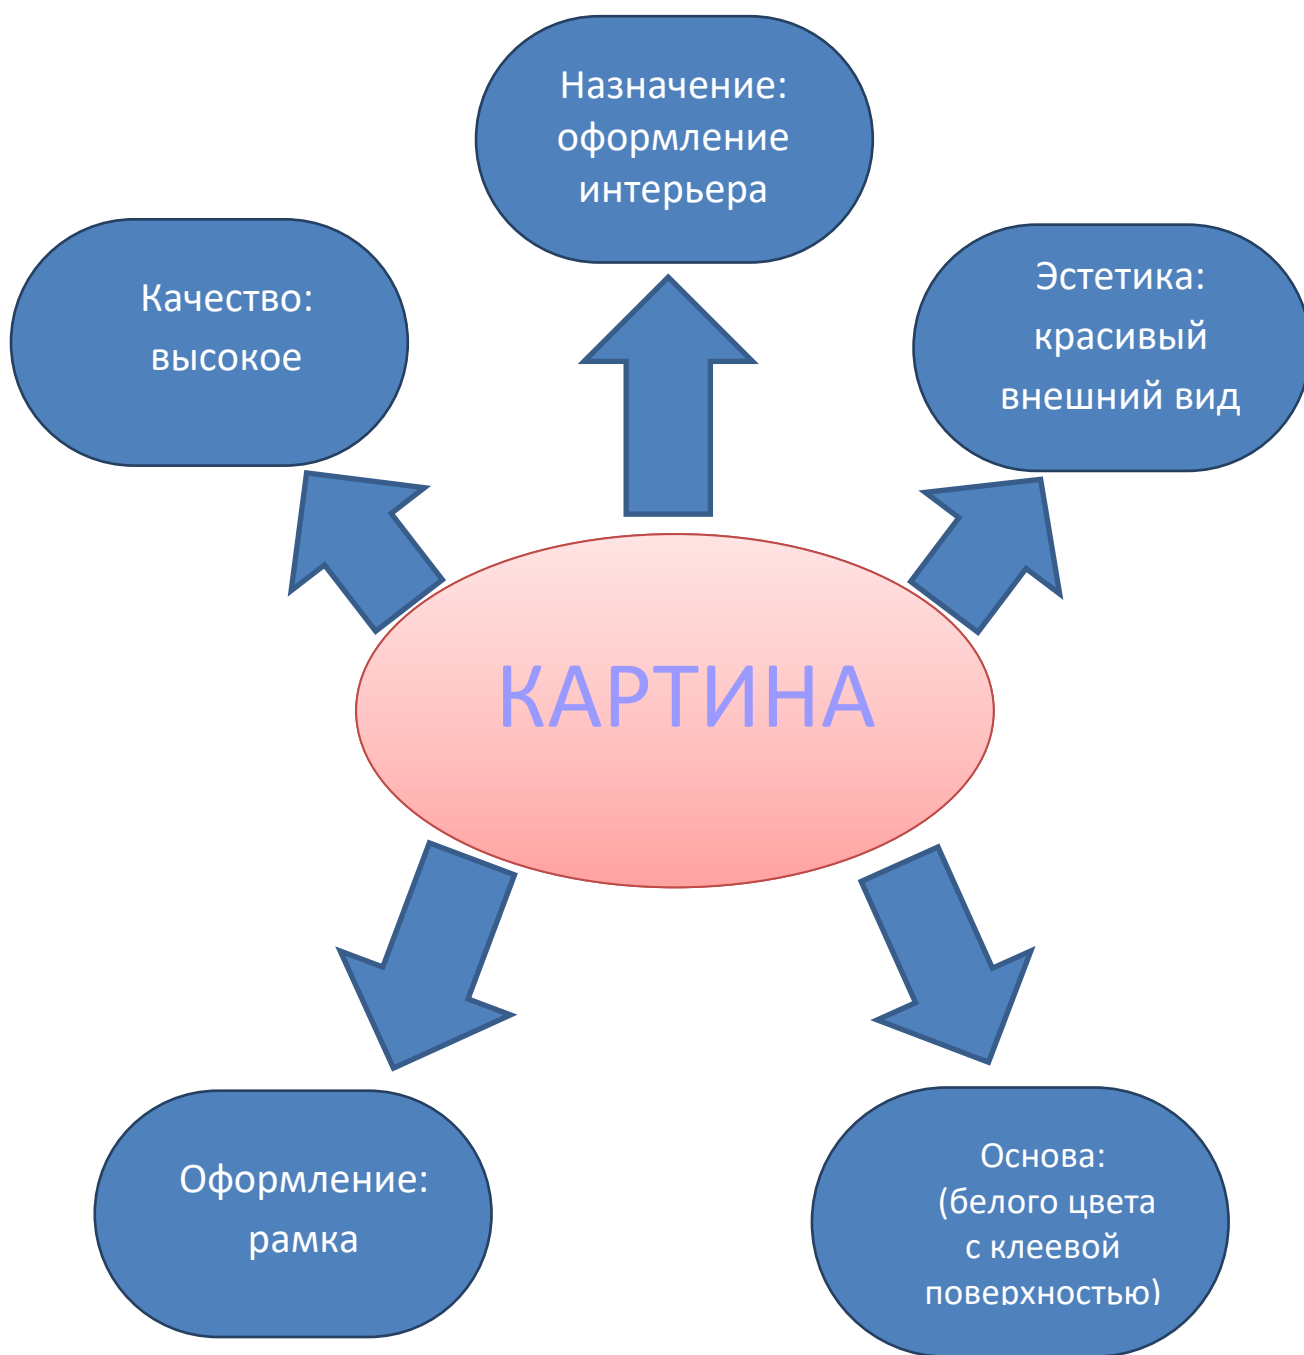 Назначение:
оформление
интерьера
Качество:
высокое
Эстетика:
красивый
внешний вид
КАРТИНА
Оформление:
рамка
Основа:
(белого цвета
с клеевой
поверхностью)